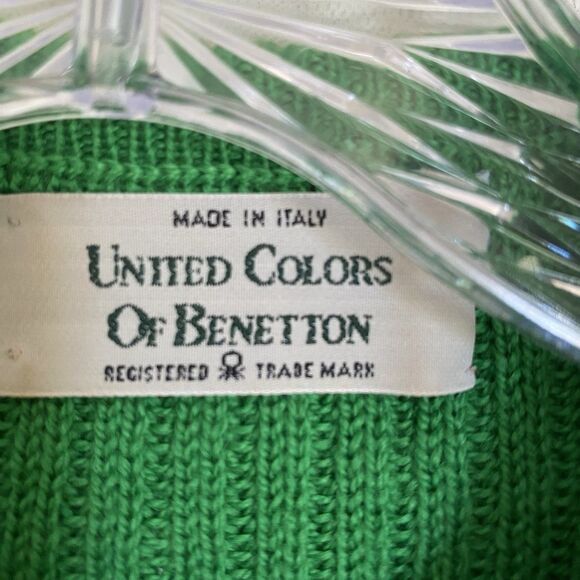 MADE IN ITALY
UNITED COLORS
OF BENETTON
REGISTERED TRADE MARK